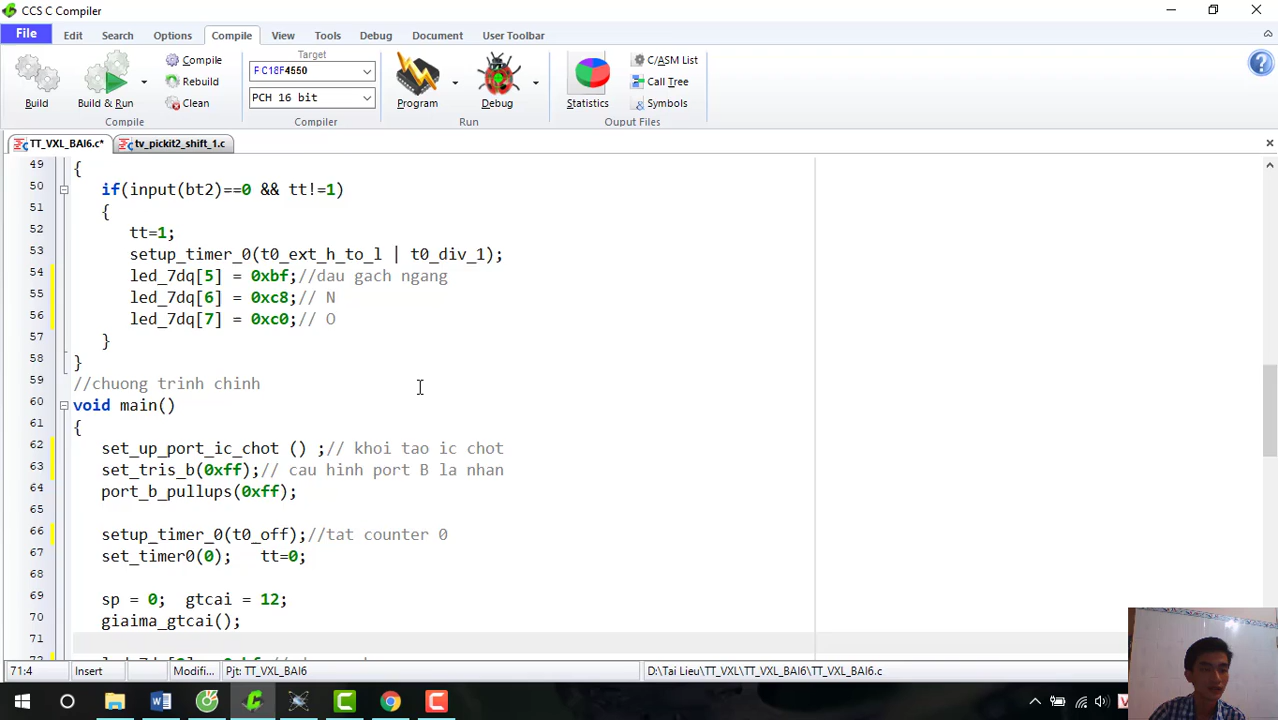 CCS C Compiler
File Edit Search Options Compile View Tools Debug Document User Toolbar
Build
Build & Run
Compile
Rebuild
Clean
Compile
Target
FC18F4550
PCH 16 bit
Compiler
Program
Debug
Run
Statistics
C/ASM List
Call Tree
Symbols
Ouput Files
TT_VXL_BAI6.c*
tv_pickit2_shift_1.c
49 {
50 if(input(bt2)==0 && tt!=1)
51 {
52 tt=1;
53 setup_timer_0(t0_ext_h_to_l | t0_div_1);
54 led_7dq[5] = 0xbf;//dau gach ngang
55 led_7dq[6] = 0xc8;// N
56 led_7dq[7] = 0xc0;// O
57 }
58 }
59 //chuong trinh chinh
60 void main()
61 {
62 set_up_port_ic_chot () ;// khoi tao ic chot
63 set_tris_b(0xff);// cau hinh port B la nhan
64 port_b_pullups(0xff);
65
66 setup_timer_0(t0_off);//tat counter 0
67 set_timer0(0); tt=0;
68
69 sp = 0; gtcai = 12;
70 giaima_gtcai();
71
71:4 Insert Modifi... Pjt: TT_VXL_BAI6 D:\Tai Lieu\TT_VXL\TT_VXL_BAI6\TT_VXL_BAI6.c